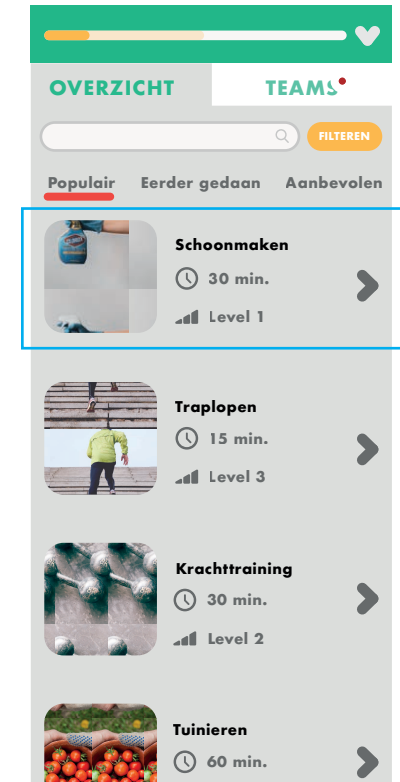 OVERZICHT
TEAMS
FILTEREN
Populair Eerder gedaan Aanbevolen
Schoonmaken
30 min.
Level 1
Traplopen
15 min.
Level 3
Krachttraining
30 min.
Level 2
Tuinieren
60 min.